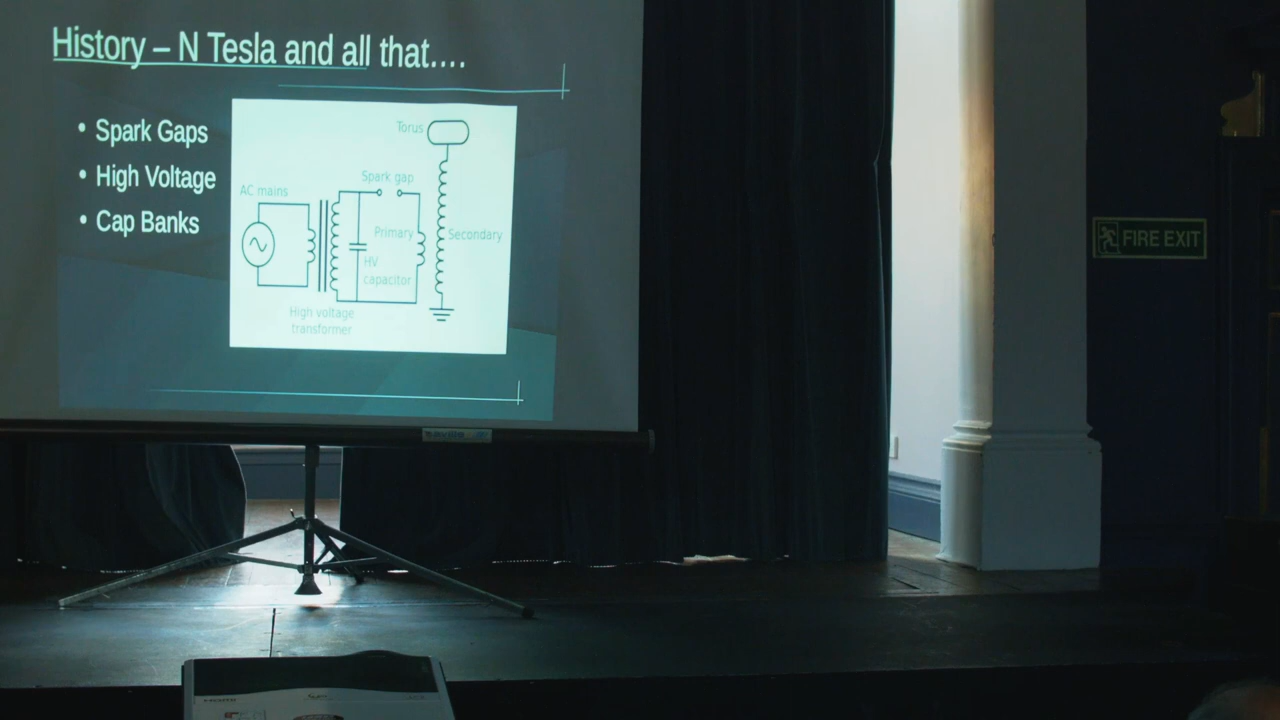 History – N Tesla and all that....
• Spark Gaps
• High Voltage
• Cap Banks
Torus
Spark gap
AC mains
Primary
Secondary
HV
capacitor
High voltage
transformer
FIRE EXIT